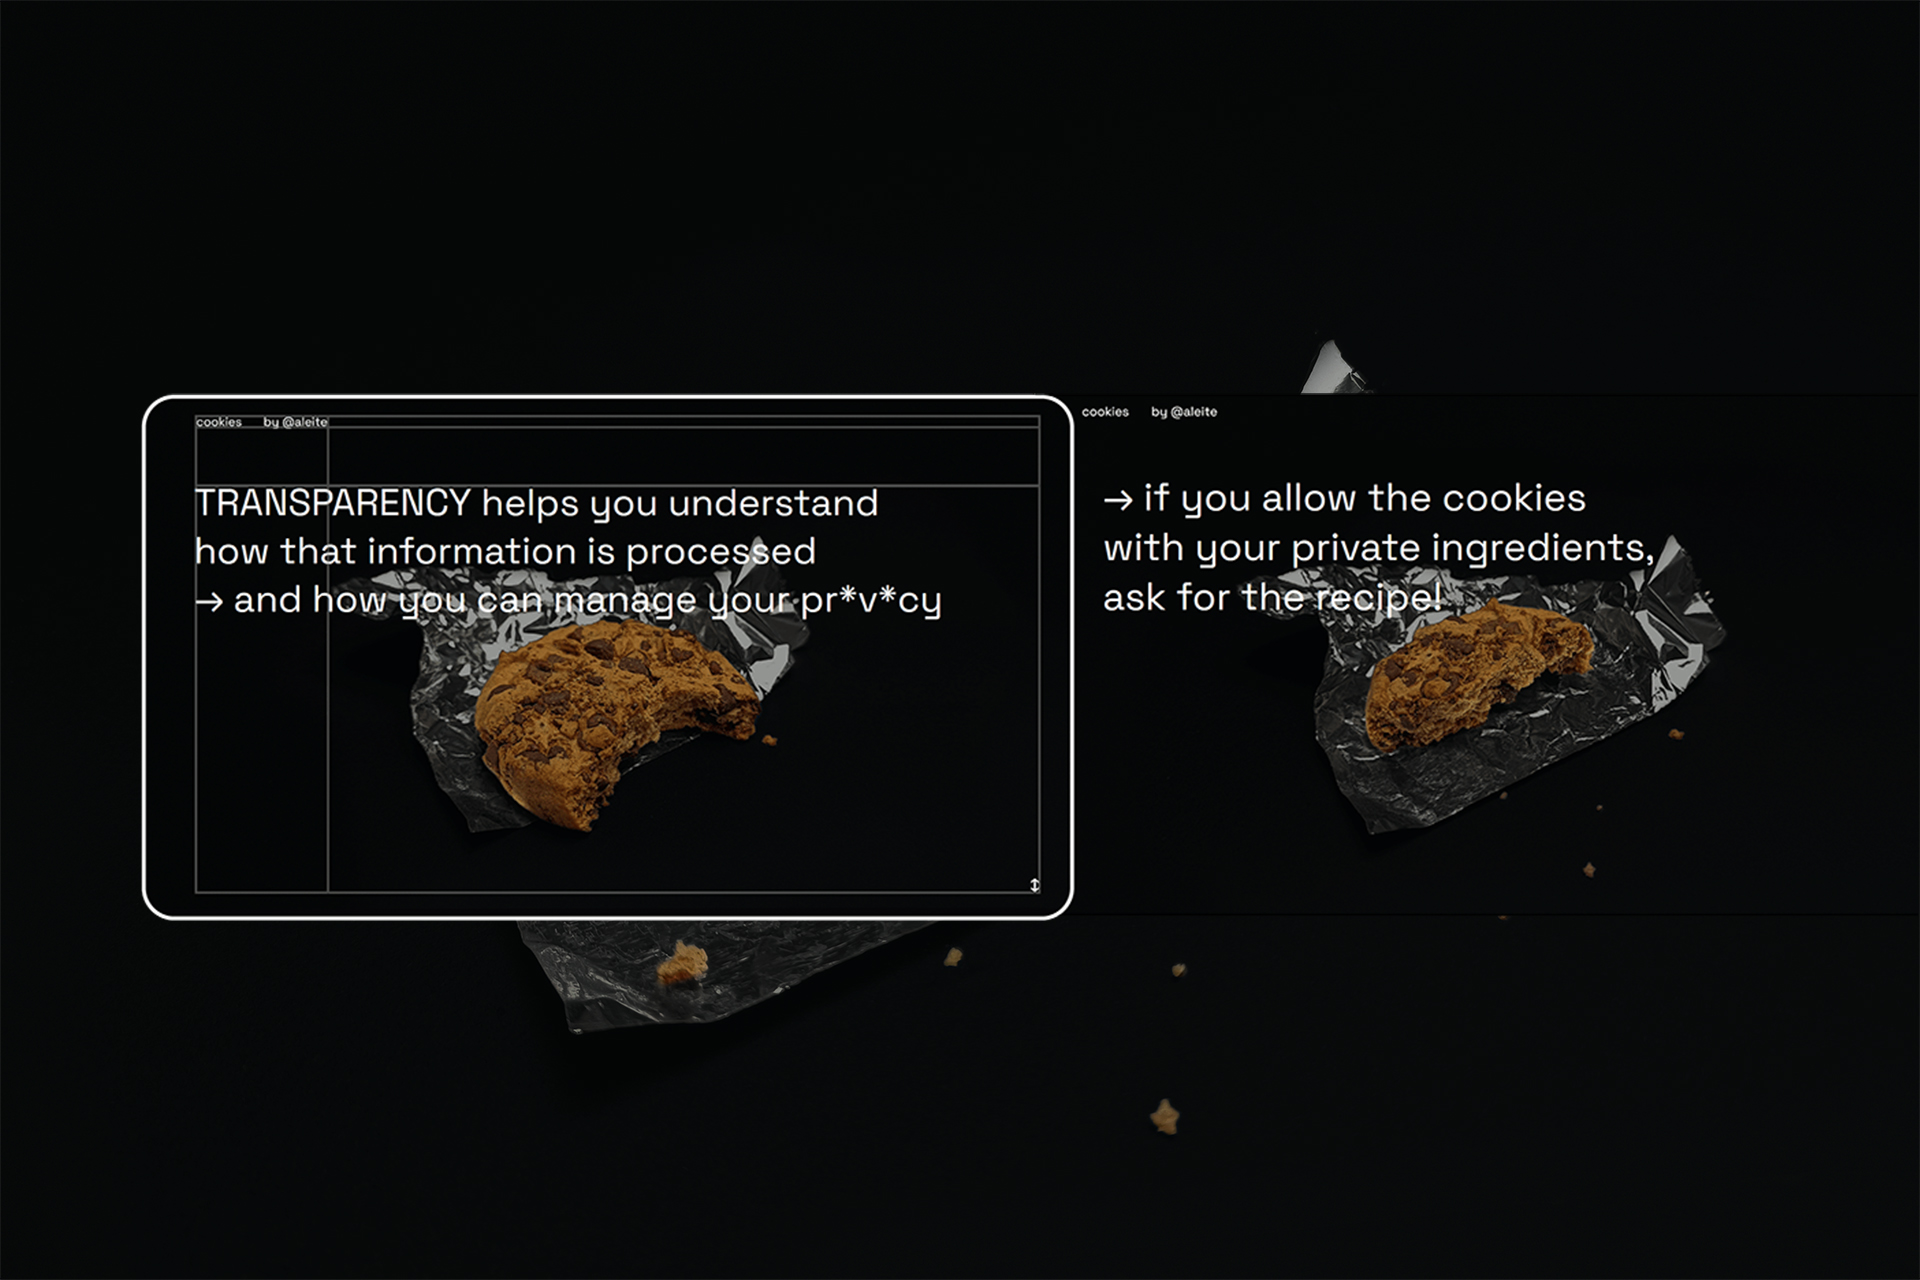 cookies by @aleite
TRANSPARENCY helps you understand
how that information is processed
→ and how you can manage your pr*v*cy
cookies by @aleite
→ if you allow the cookies
with your private ingredients,
ask for the recipe!